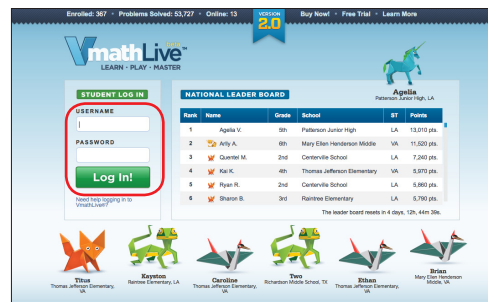 Enrolled: 367 • Problems Solved: 53,727 • Online: 13
VERSION
2.0
Buy Now! • Free Trial • Learn More
VmathLive™
LEARN · PLAY · MASTER
Agelia
Patterson Junior High, LA
STUDENT LOG IN
USERNAME
PASSWORD
Log In!
Need help logging in to
VmathLive®?
NATIONAL LEADER BOARD
Rank Name Grade School ST Points
1 Agelia V. 5th Patterson Junior High LA 13,010 pts.
2 Arlly A. 6th Mary Ellen Henderson Middle VA 11,520 pts.
3 Quentel M. 2nd Centerville School LA 7,240 pts.
4 Kai K. 4th Thomas Jefferson Elementary VA 5,970 pts.
5 Ryan R. 2nd Centerville School LA 5,860 pts.
6 Sharon B. 3rd Raintree Elementary LA 5,790 pts.
The leader board resets in 4 days, 12h, 44m 39s.
Titus
Thomas Jefferson Elementary,
VA
Kayston
Raintree Elementary, LA
Caroline
Thomas Jefferson Elementary,
VA
Two
Richardson Middle School, TX
Ethan
Thomas Jefferson Elementary,
VA
Brian
Mary Ellen Henderson
Middle, VA